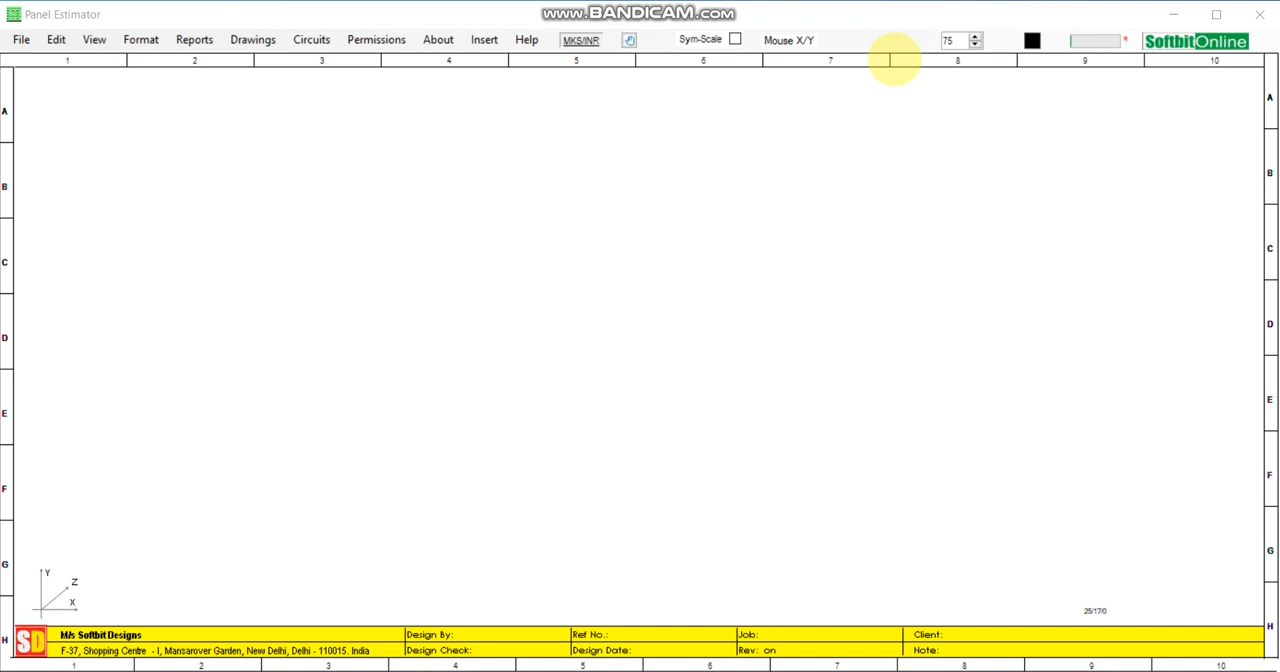 Panel Estimator
www.BANDICAM.com
File Edit View Format Reports Drawings Circuits Permissions About Insert Help MKS/INR Sym-Scale Mouse X/Y 75 * SoftbitOnline
1 2 3 4 5 6 7 8 9 10
A A
B B
C C
D D
E E
F F
G G
Y
Z
X
25/17/0
H H
SD
M/s Softbit Designs Design By: Ref No.: Job: Client:
F-37, Shopping Centre - I, Mansarover Garden, New Delhi, Delhi - 110015. India Design Check: Design Date: Rev: on Note:
1 2 3 4 5 6 7 8 9 10